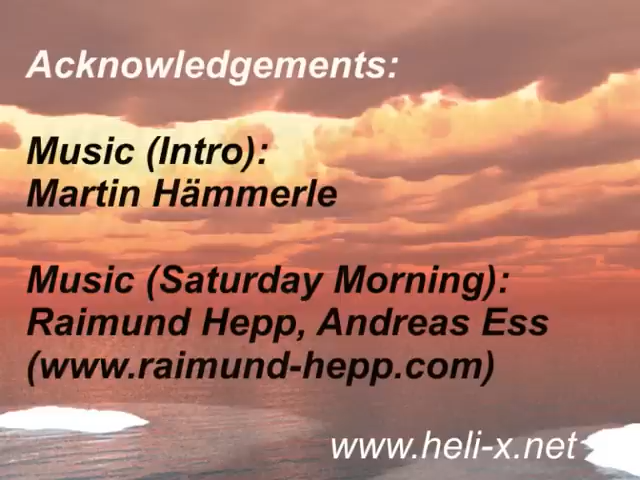 Acknowledgements:
Music (Intro):
Martin Hämmerle
Music (Saturday Morning):
Raimund Hepp, Andreas Ess
(www.raimund-hepp.com)
www.heli-x.net